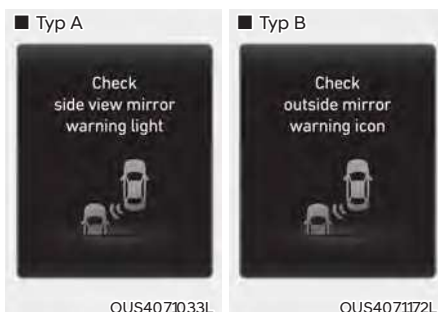 ■ Typ A
Check
side view mirror
warning light
OUS4071033L
■ Typ B
Check
outside mirror
warning icon
OUS4071172L